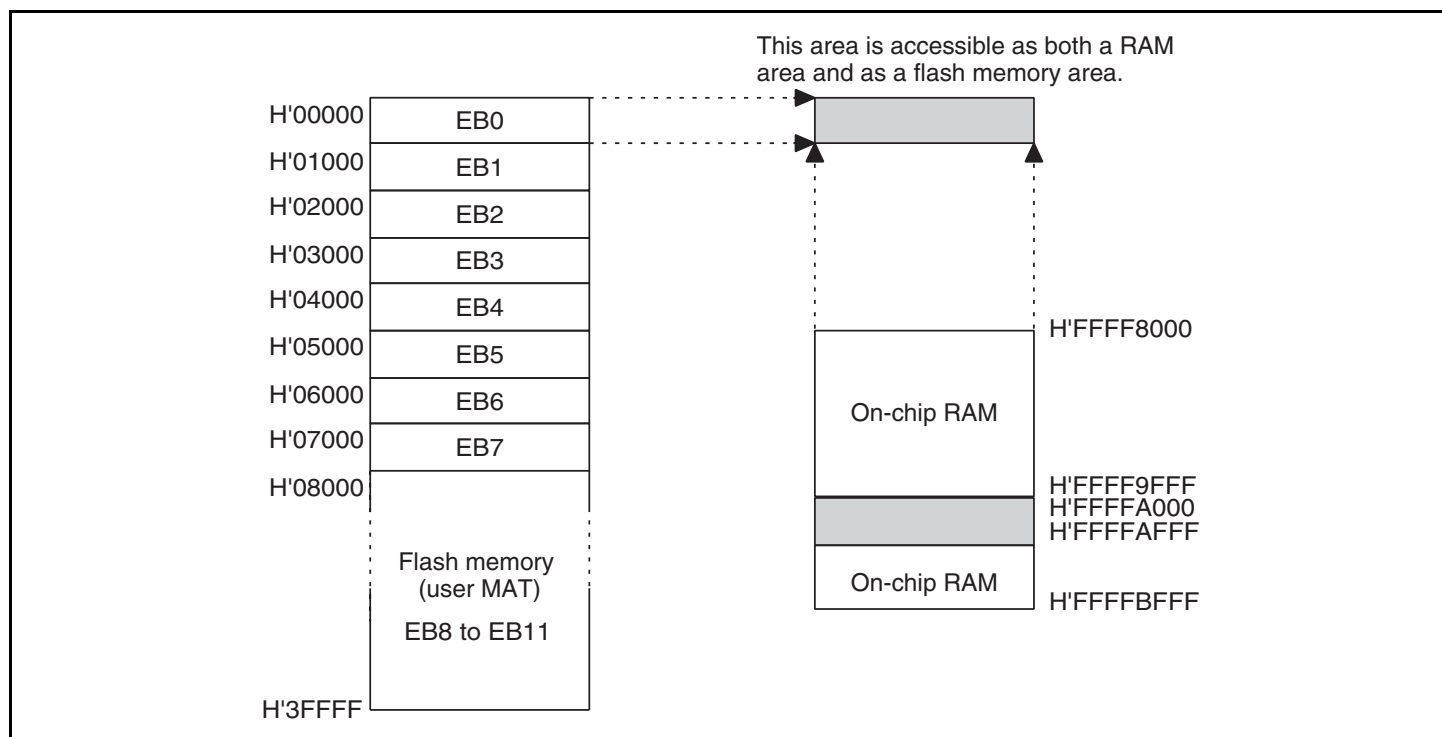 This area is accessible as both a RAM
area and as a flash memory area.
H'00000
EB0
H'01000
EB1
H'02000
EB2
H'03000
EB3
H'04000
EB4
H'05000
EB5
H'06000
EB6
H'07000
EB7
H'08000
Flash memory
(user MAT)
EB8 to EB11
H'3FFFF
H'FFFF8000
On-chip RAM
H'FFFF9FFF
H'FFFFA000
H'FFFFAFFF
On-chip RAM
H'FFFFBFFF